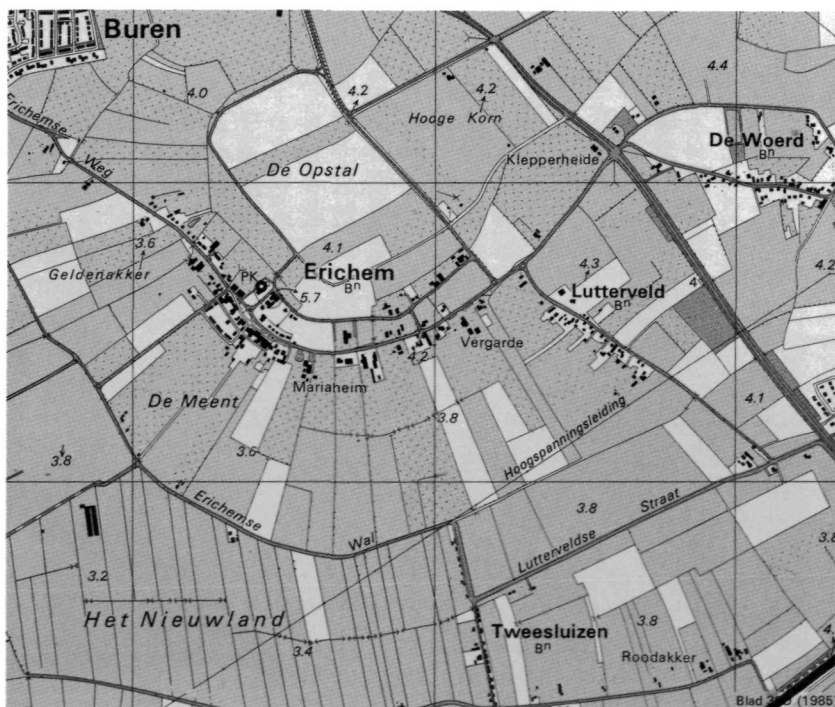 Buren
4.0
4.2
4.2
4.4
Hooge Korn
De Woerd
Bⁿ
Klepperheide
Erichemse
Weg
De Opstal
3.6
Geldenakker
4.1
PK
Erichem
Bⁿ
5.7
4.3
4.2
Lutterveld
Bⁿ
Vergarde
4.2
Mariaheim
De Meent
3.8
4.1
3.6
Hoogspanningsleiding
3.8
Erichemse
Wal
3.8
Straat
Lutterveldse
3.8
3.2
Het Nieuwland
3.4
Tweesluizen
Bⁿ
3.8
Roodakker
(1985)